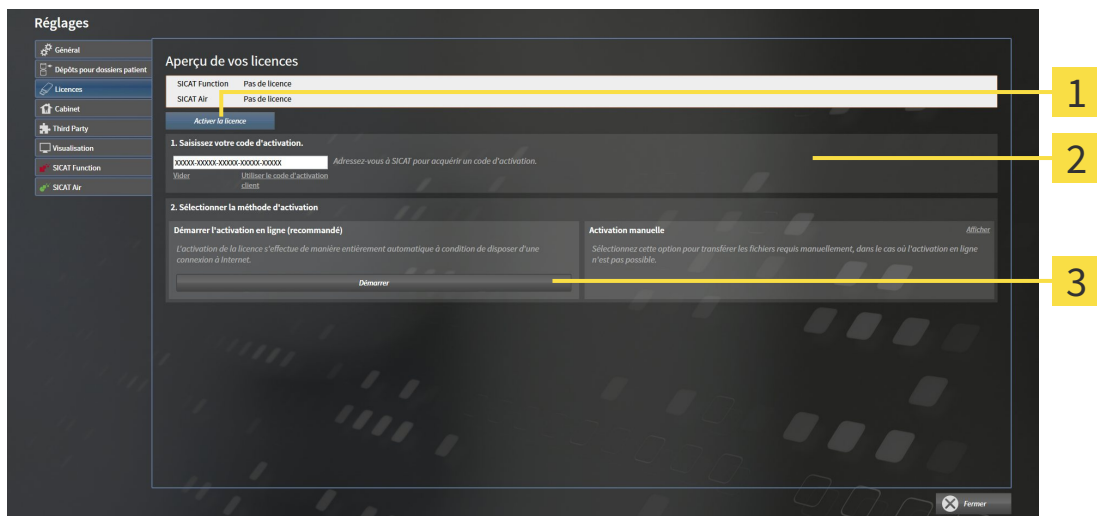 Réglages
Général
Dépôts pour dossiers patient
Licences
Cabinet
Third Party
Visualisation
SICAT Function
SICAT Air
Aperçu de vos licences
SICAT Function Pas de licence
SICAT Air Pas de licence
Activer la licence
1. Saisissez votre code d'activation.
XXXXX-XXXXX-XXXXX-XXXXX-XXXXX
Adressez-vous à SICAT pour acquérir un code d'activation.
Vider
Utiliser le code d'activation
client
2. Sélectionner la méthode d'activation
Démarrer l'activation en ligne (recommandé)
L'activation de la licence s'effectue de manière entièrement automatique à condition de disposer d'une
connexion à Internet.
Démarrer
Activation manuelle
Afficher
Sélectionnez cette option pour transférer les fichiers requis manuellement, dans le cas où l'activation en ligne
n'est pas possible.
Fermer
1
2
3